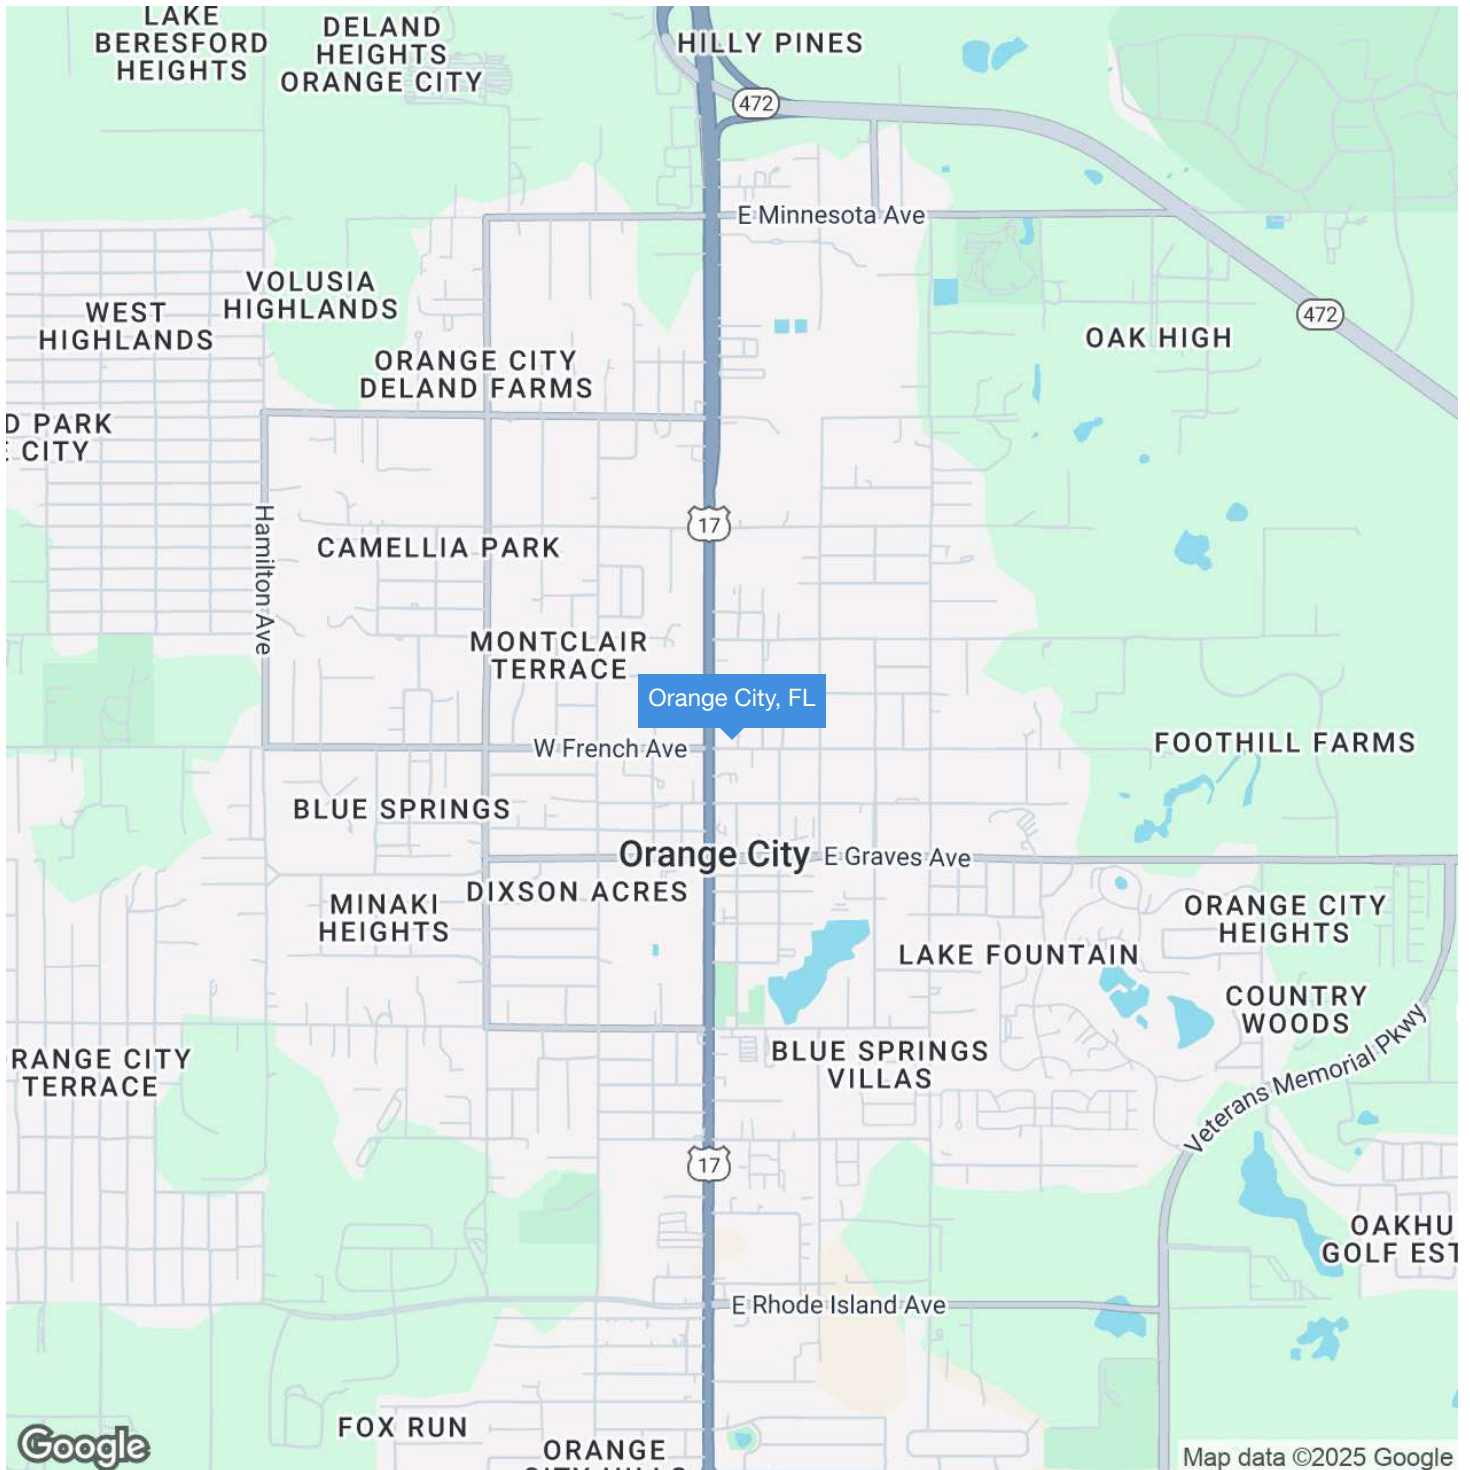 LAKE
BERESFORD
HEIGHTS
DELAND
HEIGHTS
ORANGE CITY
HILLY PINES
472
E Minnesota Ave
VOLUSIA
HIGHLANDS
WEST
HIGHLANDS
472
OAK HIGH
ORANGE CITY
DELAND FARMS
D PARK
CITY
17
Hamilton Ave
CAMELLIA PARK
MONTCLAIR
TERRACE
Orange City, FL
W French Ave
FOOTHILL FARMS
BLUE SPRINGS
Orange City
E Graves Ave
DIXSON ACRES
MINAKI
HEIGHTS
ORANGE CITY
HEIGHTS
LAKE FOUNTAIN
COUNTRY
WOODS
RANGE CITY
TERRACE
BLUE SPRINGS
VILLAS
Veterans Memorial Pkwy
17
OAKHU
GOLF EST
E Rhode Island Ave
FOX RUN
ORANGE
CITY HILLS
Google
Map data ©2025 Google